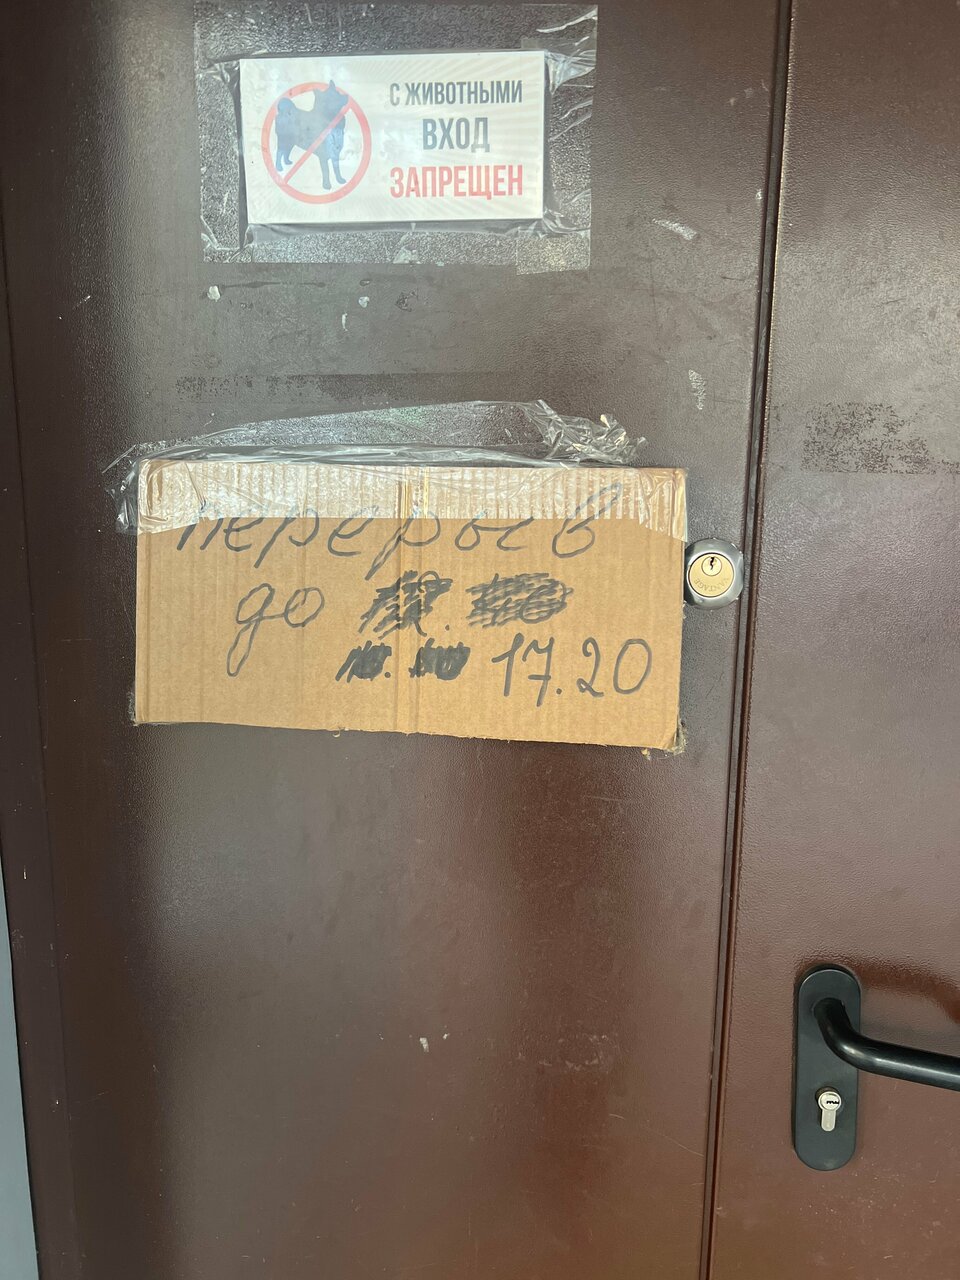 С ЖИВОТНЫМИ
ВХОД
ЗАПРЕЩЕН
перерыв
до
17.20